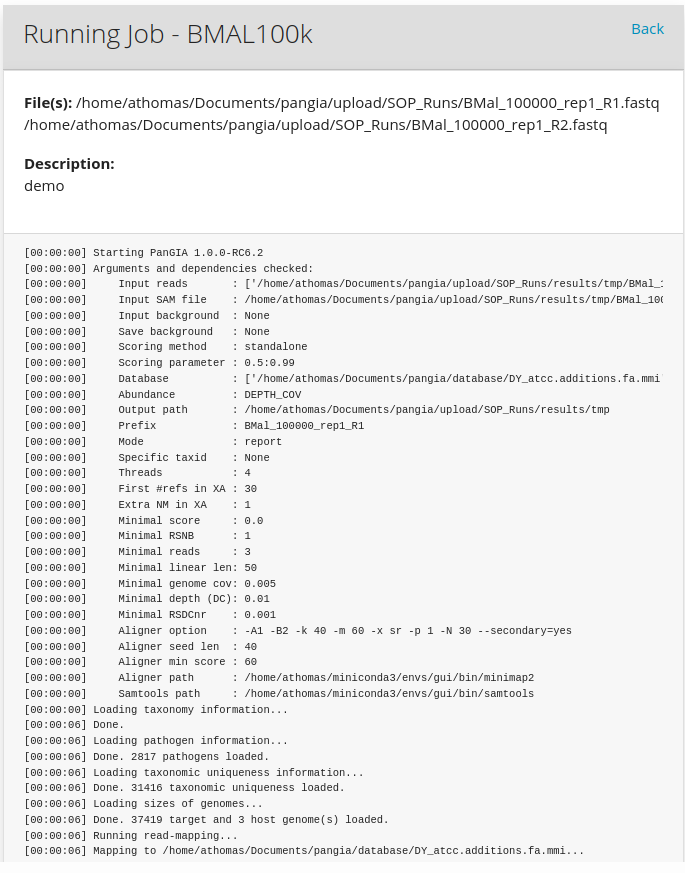 Running Job - BMAL100k
Back
File(s): /home/athomas/Documents/pangia/upload/SOP_Runs/BMal_100000_rep1_R1.fastq
/home/athomas/Documents/pangia/upload/SOP_Runs/BMal_100000_rep1_R2.fastq
Description:
demo
[00:00:00] Starting PanGIA 1.0.0-RC6.2
[00:00:00] Arguments and dependencies checked:
[00:00:00]     Input reads       : ['/home/athomas/Documents/pangia/upload/SOP_Runs/results/tmp/BMal_1
[00:00:00]     Input SAM file    : /home/athomas/Documents/pangia/upload/SOP_Runs/results/tmp/BMal_100
[00:00:00]     Input background  : None
[00:00:00]     Save background   : None
[00:00:00]     Scoring method    : standalone
[00:00:00]     Scoring parameter : 0.5:0.99
[00:00:00]     Database          : ['/home/athomas/Documents/pangia/database/DY_atcc.additions.fa.mmi'
[00:00:00]     Abundance         : DEPTH_COV
[00:00:00]     Output path       : /home/athomas/Documents/pangia/upload/SOP_Runs/results/tmp
[00:00:00]     Prefix            : BMal_100000_rep1_R1
[00:00:00]     Mode              : report
[00:00:00]     Specific taxid    : None
[00:00:00]     Threads           : 4
[00:00:00]     First #refs in XA : 30
[00:00:00]     Extra NM in XA    : 1
[00:00:00]     Minimal score     : 0.0
[00:00:00]     Minimal RSNB      : 1
[00:00:00]     Minimal reads     : 3
[00:00:00]     Minimal linear len: 50
[00:00:00]     Minimal genome cov: 0.005
[00:00:00]     Minimal depth (DC): 0.01
[00:00:00]     Minimal RSDCnr    : 0.001
[00:00:00]     Aligner option    : -A1 -B2 -k 40 -m 60 -x sr -p 1 -N 30 --secondary=yes
[00:00:00]     Aligner seed len  : 40
[00:00:00]     Aligner min score : 60
[00:00:00]     Aligner path      : /home/athomas/miniconda3/envs/gui/bin/minimap2
[00:00:00]     Samtools path     : /home/athomas/miniconda3/envs/gui/bin/samtools
[00:00:00] Loading taxonomy information...
[00:00:06] Done.
[00:00:06] Loading pathogen information...
[00:00:06] Done. 2817 pathogens loaded.
[00:00:06] Loading taxonomic uniqueness information...
[00:00:06] Done. 31416 taxonomic uniqueness loaded.
[00:00:06] Loading sizes of genomes...
[00:00:06] Done. 37419 target and 3 host genome(s) loaded.
[00:00:06] Running read-mapping...
[00:00:06] Mapping to /home/athomas/Documents/pangia/database/DY_atcc.additions.fa.mmi...